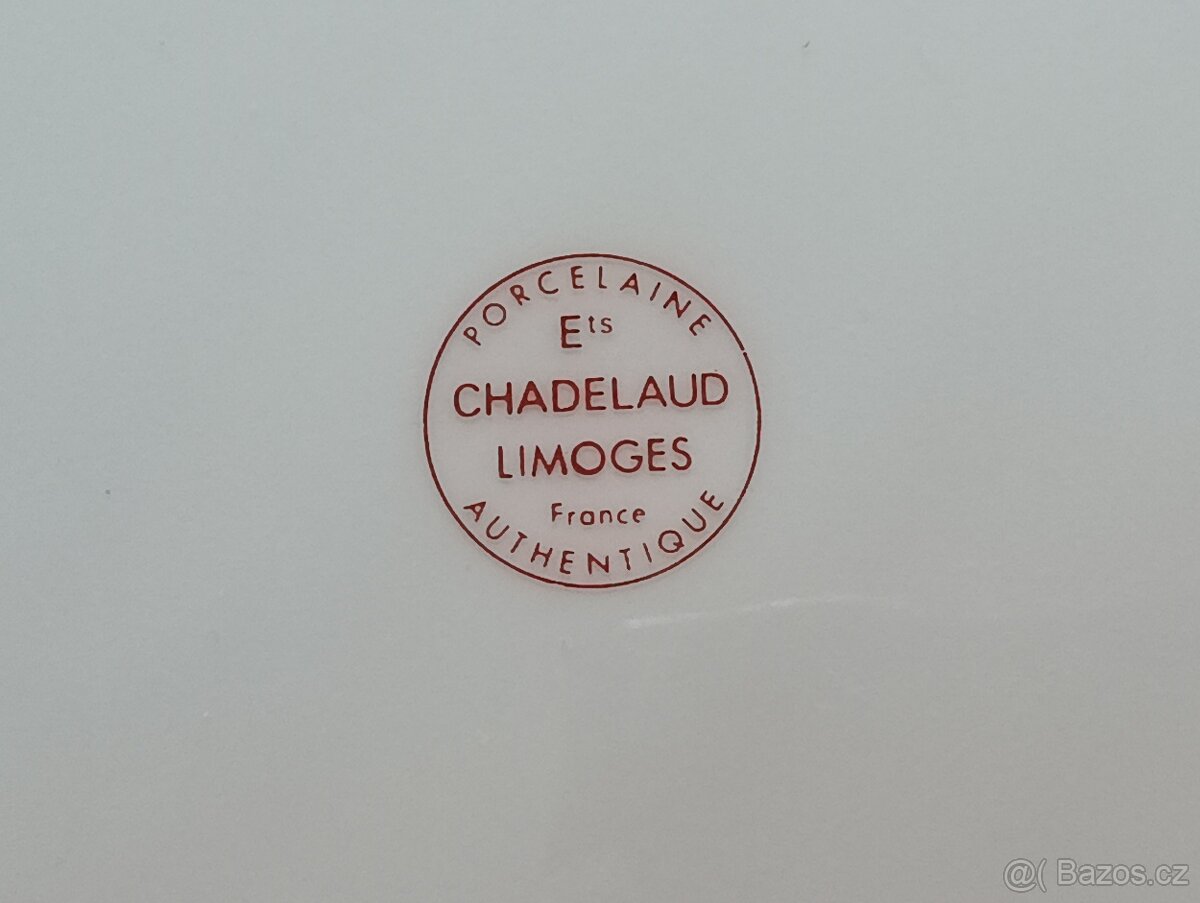 PORCELAINE
Ets
CHADELAUD
LIMOGES
France
AUTHENTIQUE
@( Bazos.cz